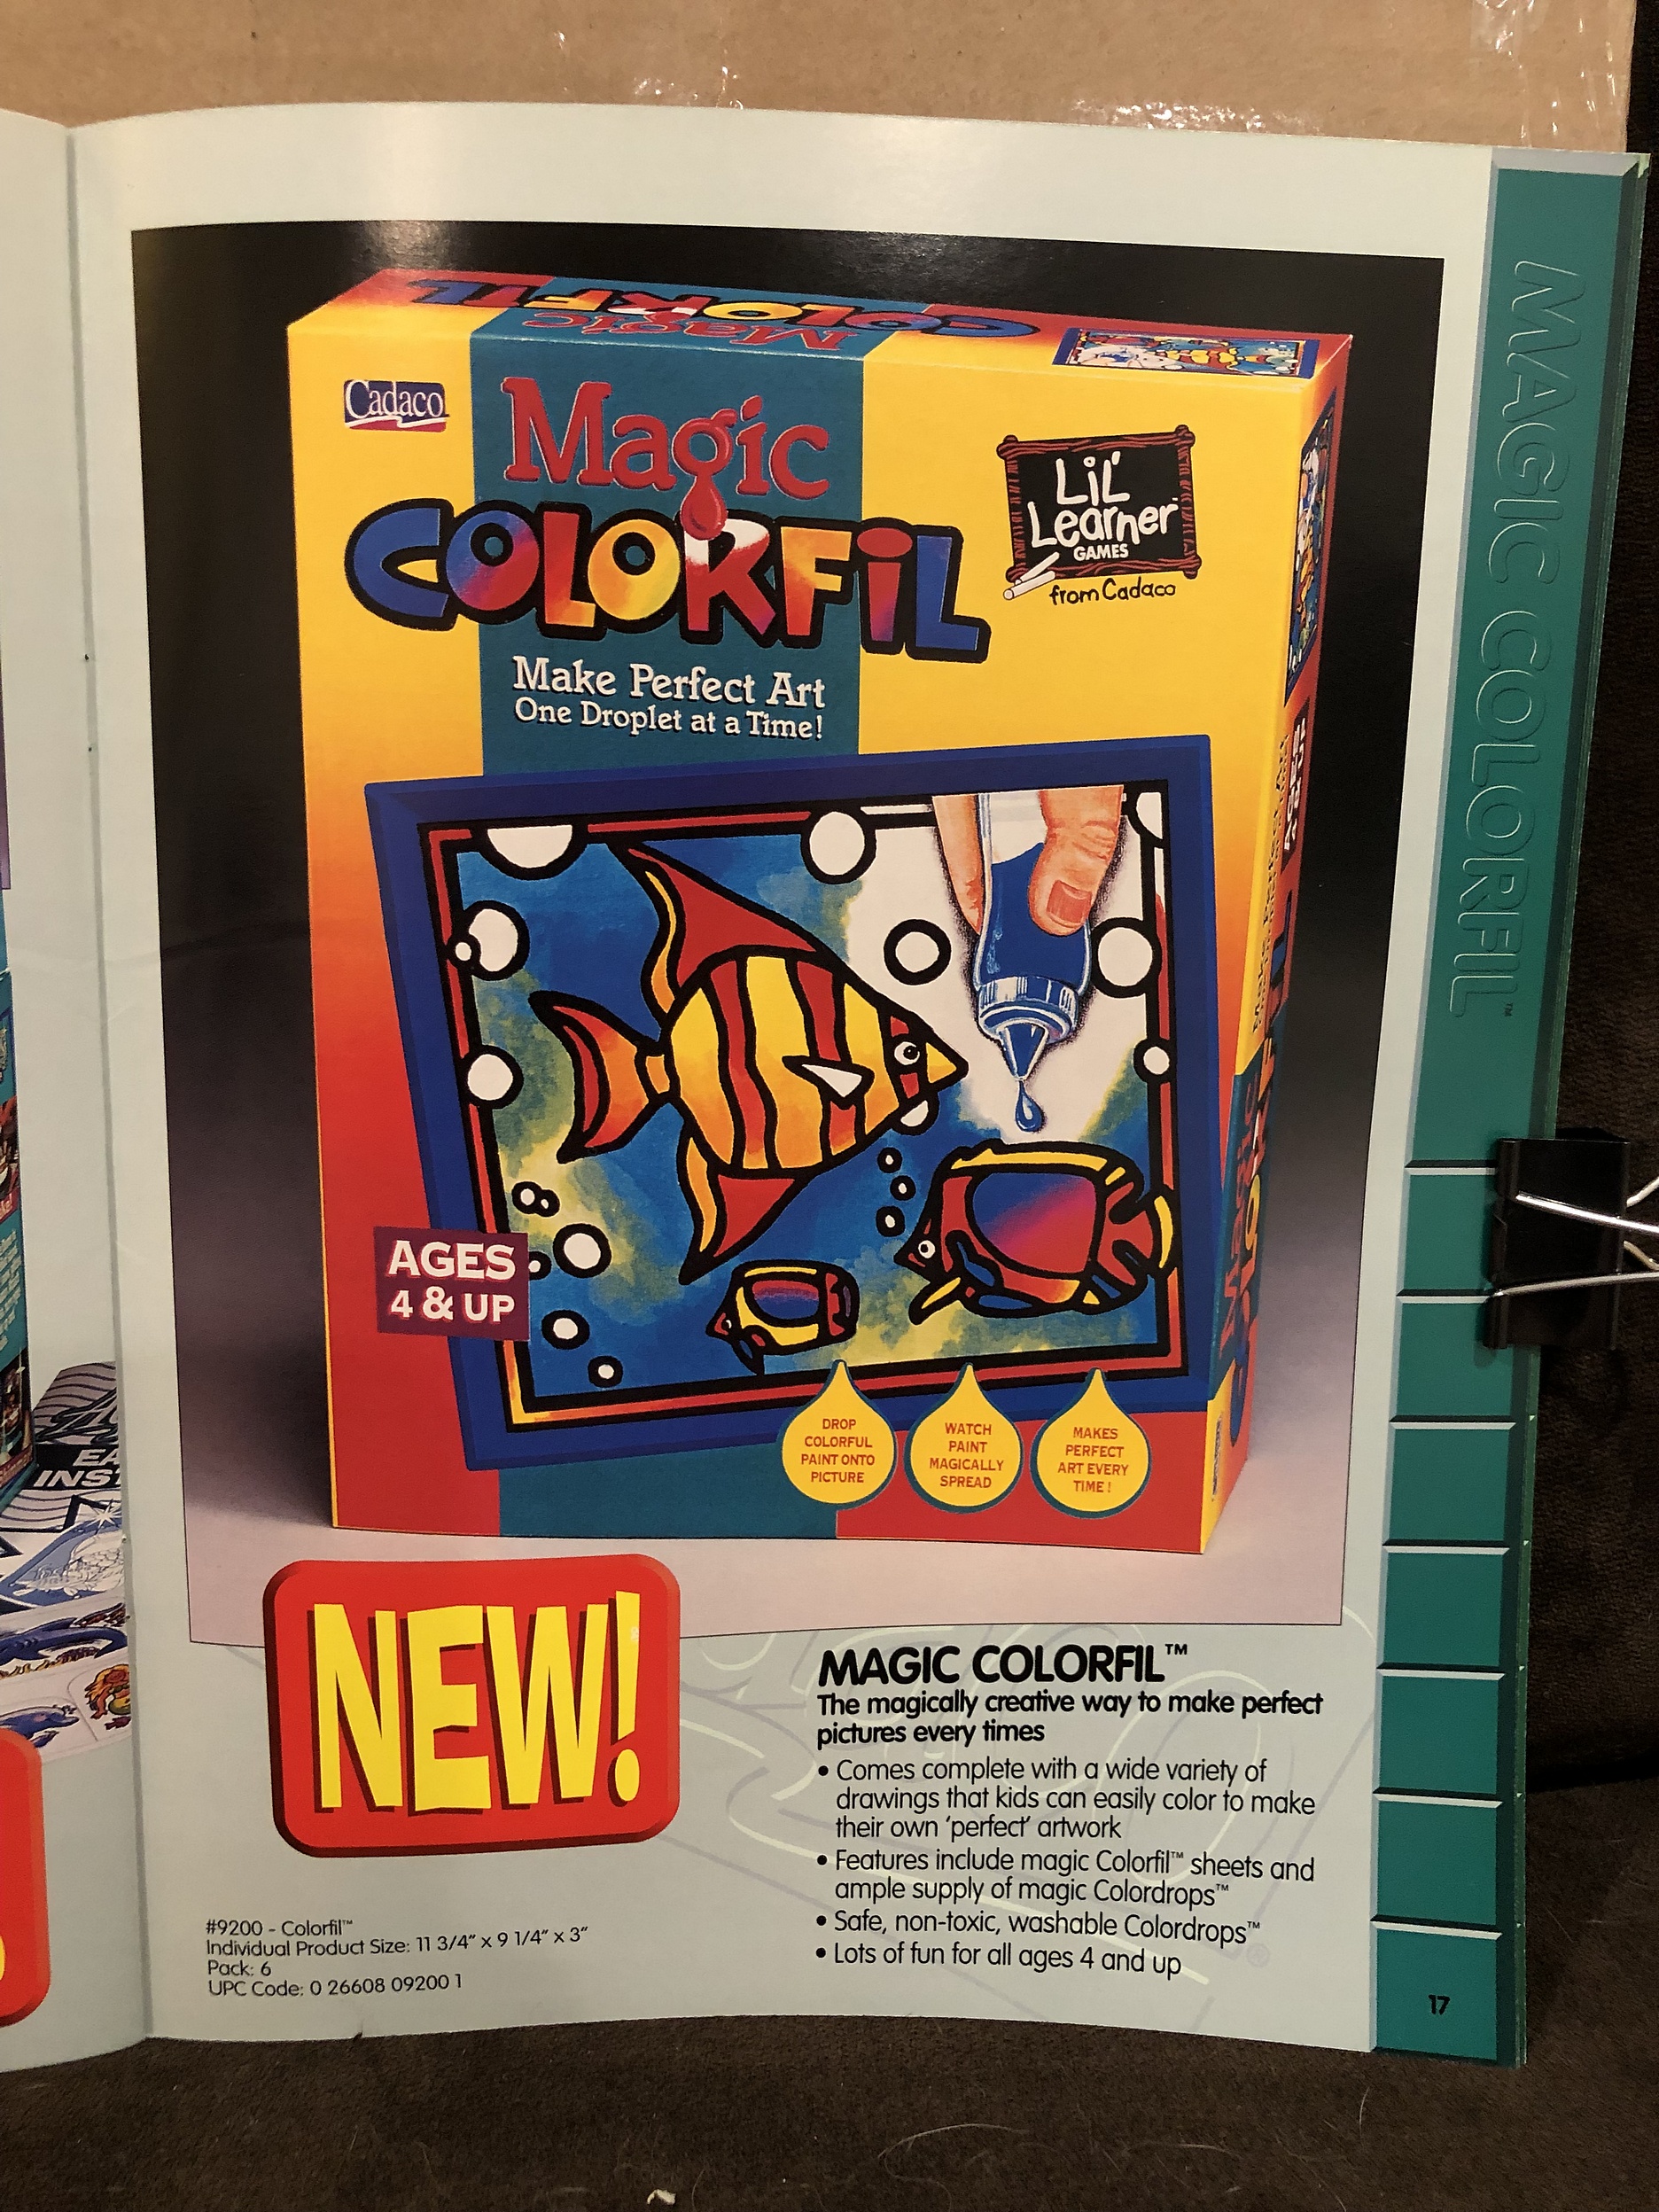 Magic
COLORFIL
Cadaco
Magic
COLORFIL
LIL'
Learner
GAMES
from Cadaco
Make Perfect Art
One Droplet at a Time!
AGES
4 & UP
DROP
COLORFUL
PAINT ONTO
PICTURE
WATCH
PAINT
MAGICALLY
SPREAD
MAKES
PERFECT
ART EVERY
TIME!
MAGIC COLORFIL™
NEW!
MAGIC COLORFIL™
The magically creative way to make perfect
pictures every times
• Comes complete with a wide variety of
drawings that kids can easily color to make
their own 'perfect' artwork
• Features include magic Colorfil™ sheets and
ample supply of magic Colordrops™
• Safe, non-toxic, washable Colordrops™
• Lots of fun for all ages 4 and up
#9200 - Colorfil™
Individual Product Size: 11 3/4" x 9 1/4" x 3"
Pack: 6
UPC Code: 0 26608 09200 1
17